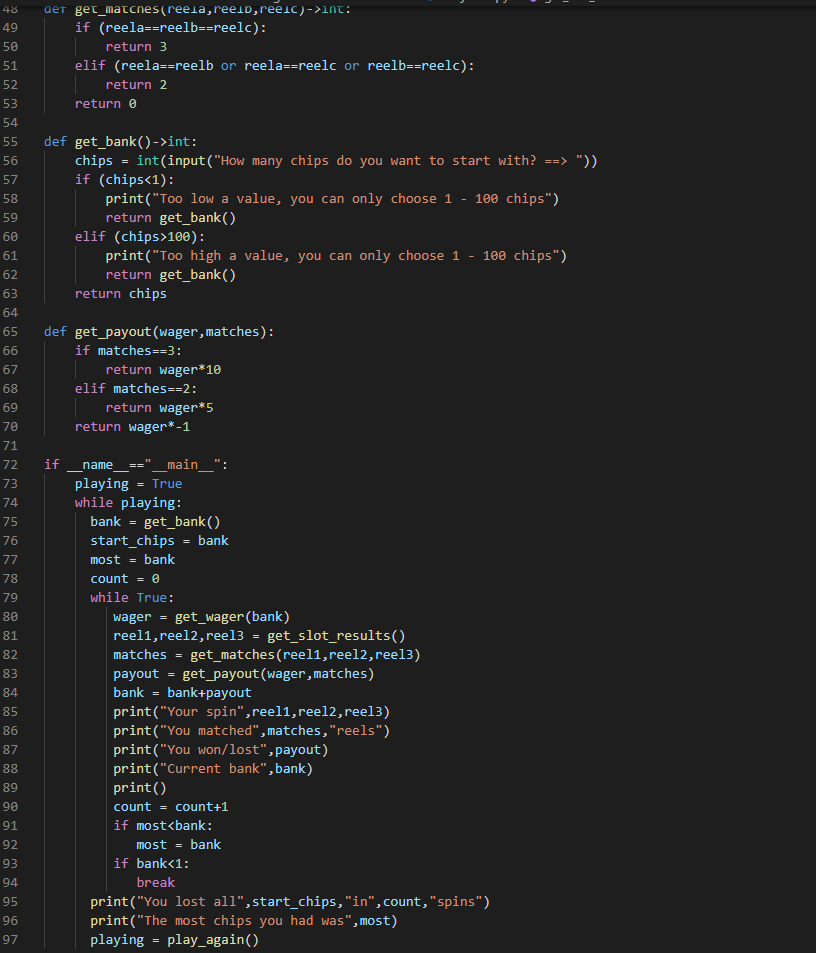 48 def get_matches(reela,reelb,reelc)->int:
49 if (reela==reelb==reelc):
50 return 3
51 elif (reela==reelb or reela==reelc or reelb==reelc):
52 return 2
53 return 0
54
55 def get_bank()->int:
56 chips = int(input("How many chips do you want to start with? ==> "))
57 if (chips<1):
58 print("Too low a value, you can only choose 1 - 100 chips")
59 return get_bank()
60 elif (chips>100):
61 print("Too high a value, you can only choose 1 - 100 chips")
62 return get_bank()
63 return chips
64
65 def get_payout(wager,matches):
66 if matches==3:
67 return wager*10
68 elif matches==2:
69 return wager*5
70 return wager*-1
71
72 if __name__=="__main__":
73 playing = True
74 while playing:
75 bank = get_bank()
76 start_chips = bank
77 most = bank
78 count = 0
79 while True:
80 wager = get_wager(bank)
81 reel1,reel2,reel3 = get_slot_results()
82 matches = get_matches(reel1,reel2,reel3)
83 payout = get_payout(wager,matches)
84 bank = bank+payout
85 print("Your spin",reel1,reel2,reel3)
86 print("You matched",matches,"reels")
87 print("You won/lost",payout)
88 print("Current bank",bank)
89 print()
90 count = count+1
91 if most<bank:
92 most = bank
93 if bank<1:
94 break
95 print("You lost all",start_chips,"in",count,"spins")
96 print("The most chips you had was",most)
97 playing = play_again()